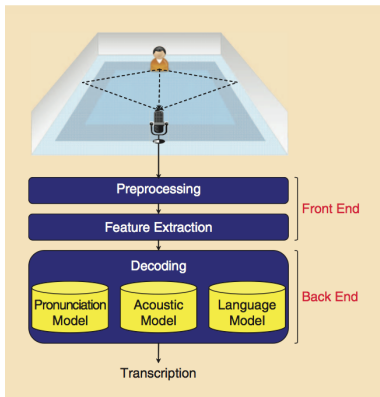 Preprocessing
Feature Extraction
Front End
Decoding
Pronunciation
Model
Acoustic
Model
Language
Model
Back End
Transcription